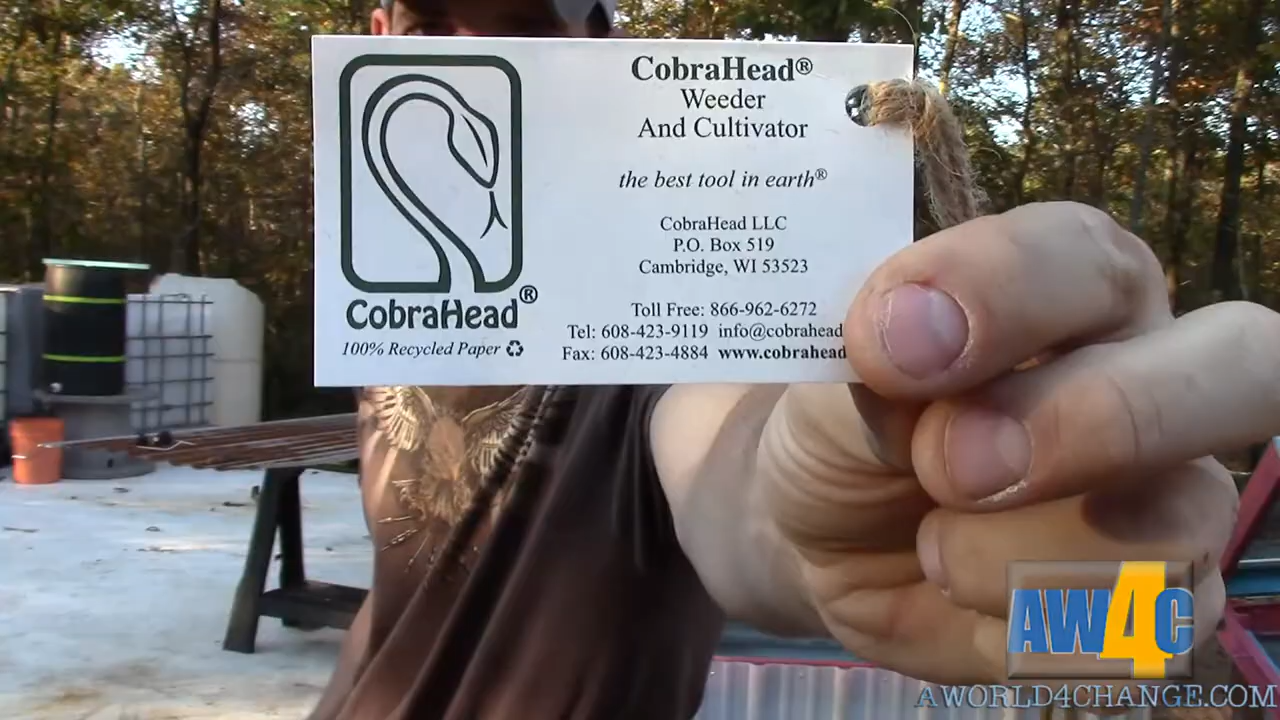 CobraHead®
Weeder
And Cultivator
the best tool in earth®
CobraHead LLC
P.O. Box 519
Cambridge, WI 53523
Toll Free: 866-962-6272
Tel: 608-423-9119 info@cobrahead
Fax: 608-423-4884 www.cobrahead
CobraHead®
100% Recycled Paper
AW4C
AWORLD4CHANGE.COM